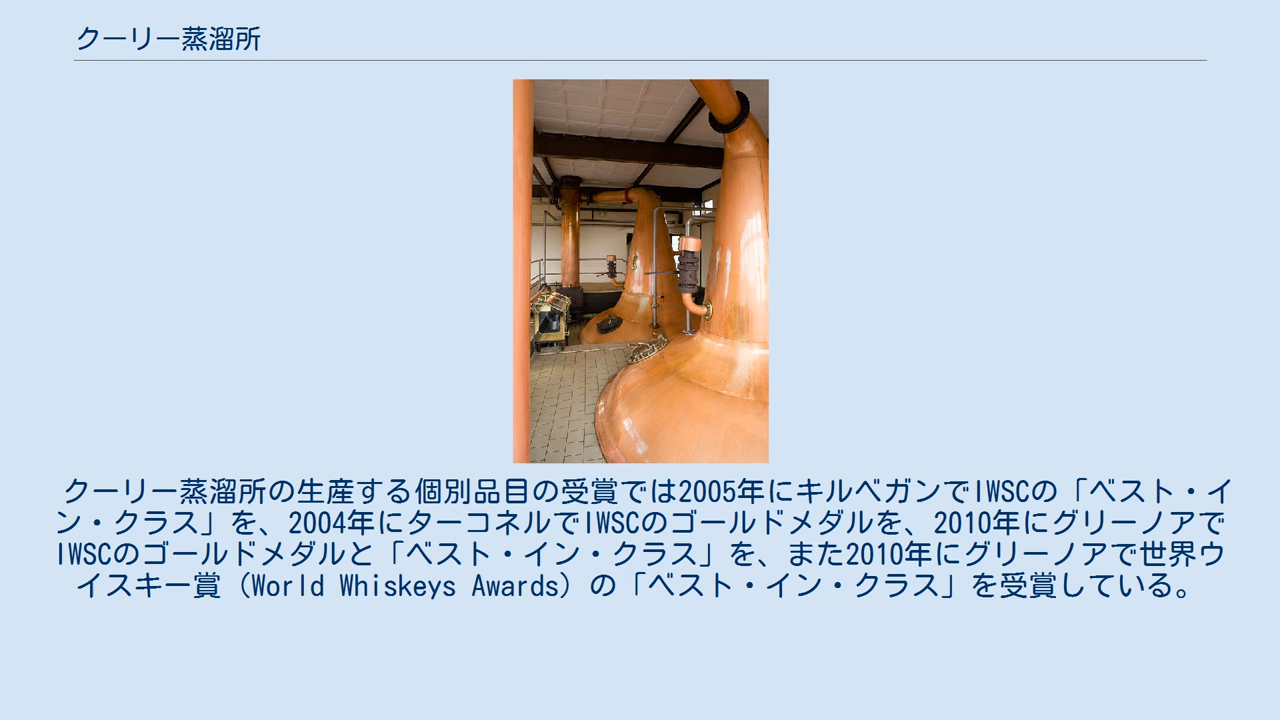 クーリー蒸溜所
クーリー蒸溜所の生産する個別品目の受賞では2005年にキルベガンでIWSCの「ベスト・イ
ン・クラス」を、2004年にターコネルでIWSCのゴールドメダルを、2010年にグリーノアで
IWSCのゴールドメダルと「ベスト・イン・クラス」を、また2010年にグリーノアで世界ウ
イスキー賞（World Whiskeys Awards）の「ベスト・イン・クラス」を受賞している。